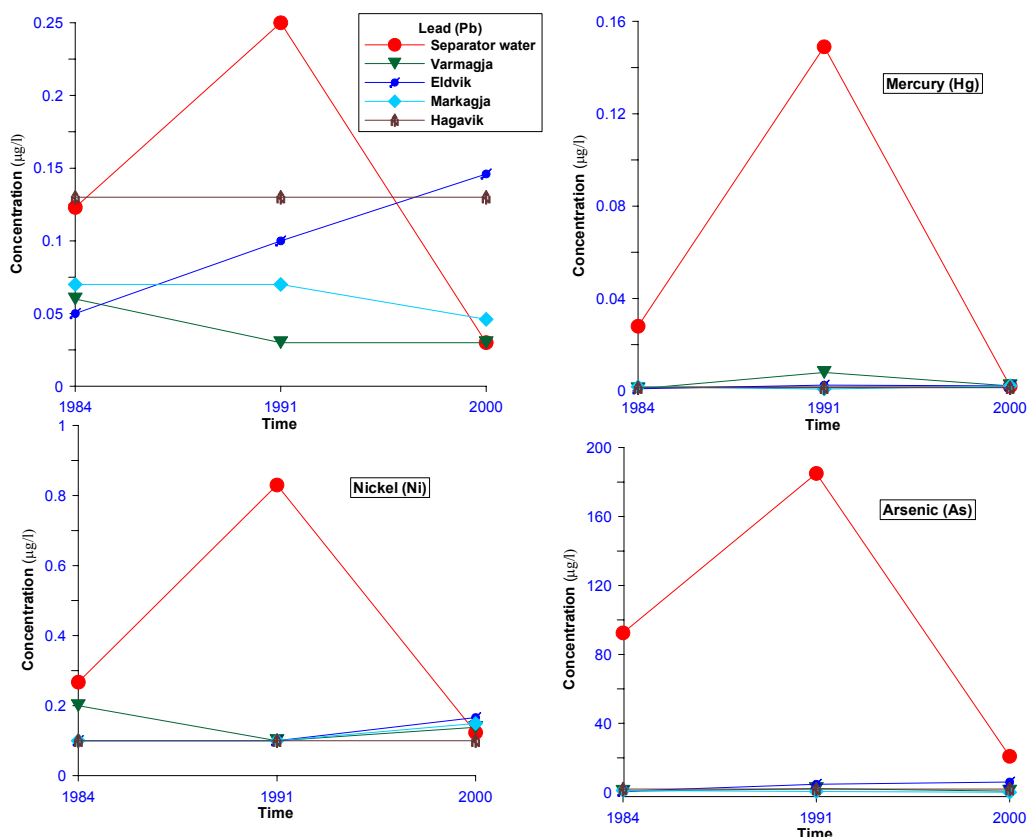 0.25
0.2
0.15
0.1
0.05
0
Concentration (µg/l)
1984
1991
2000
Time
Lead (Pb)
Separator water
Varmagja
Eldvik
Markagja
Hagavik
0.16
0.12
0.08
0.04
0
Concentration (µg/l)
1984
1991
2000
Time
Mercury (Hg)
1
0.8
0.6
0.4
0.2
0
Concentration (µg/l)
1984
1991
2000
Time
Nickel (Ni)
200
160
120
80
40
0
Concentration (µg/l)
1984
1991
2000
Time
Arsenic (As)